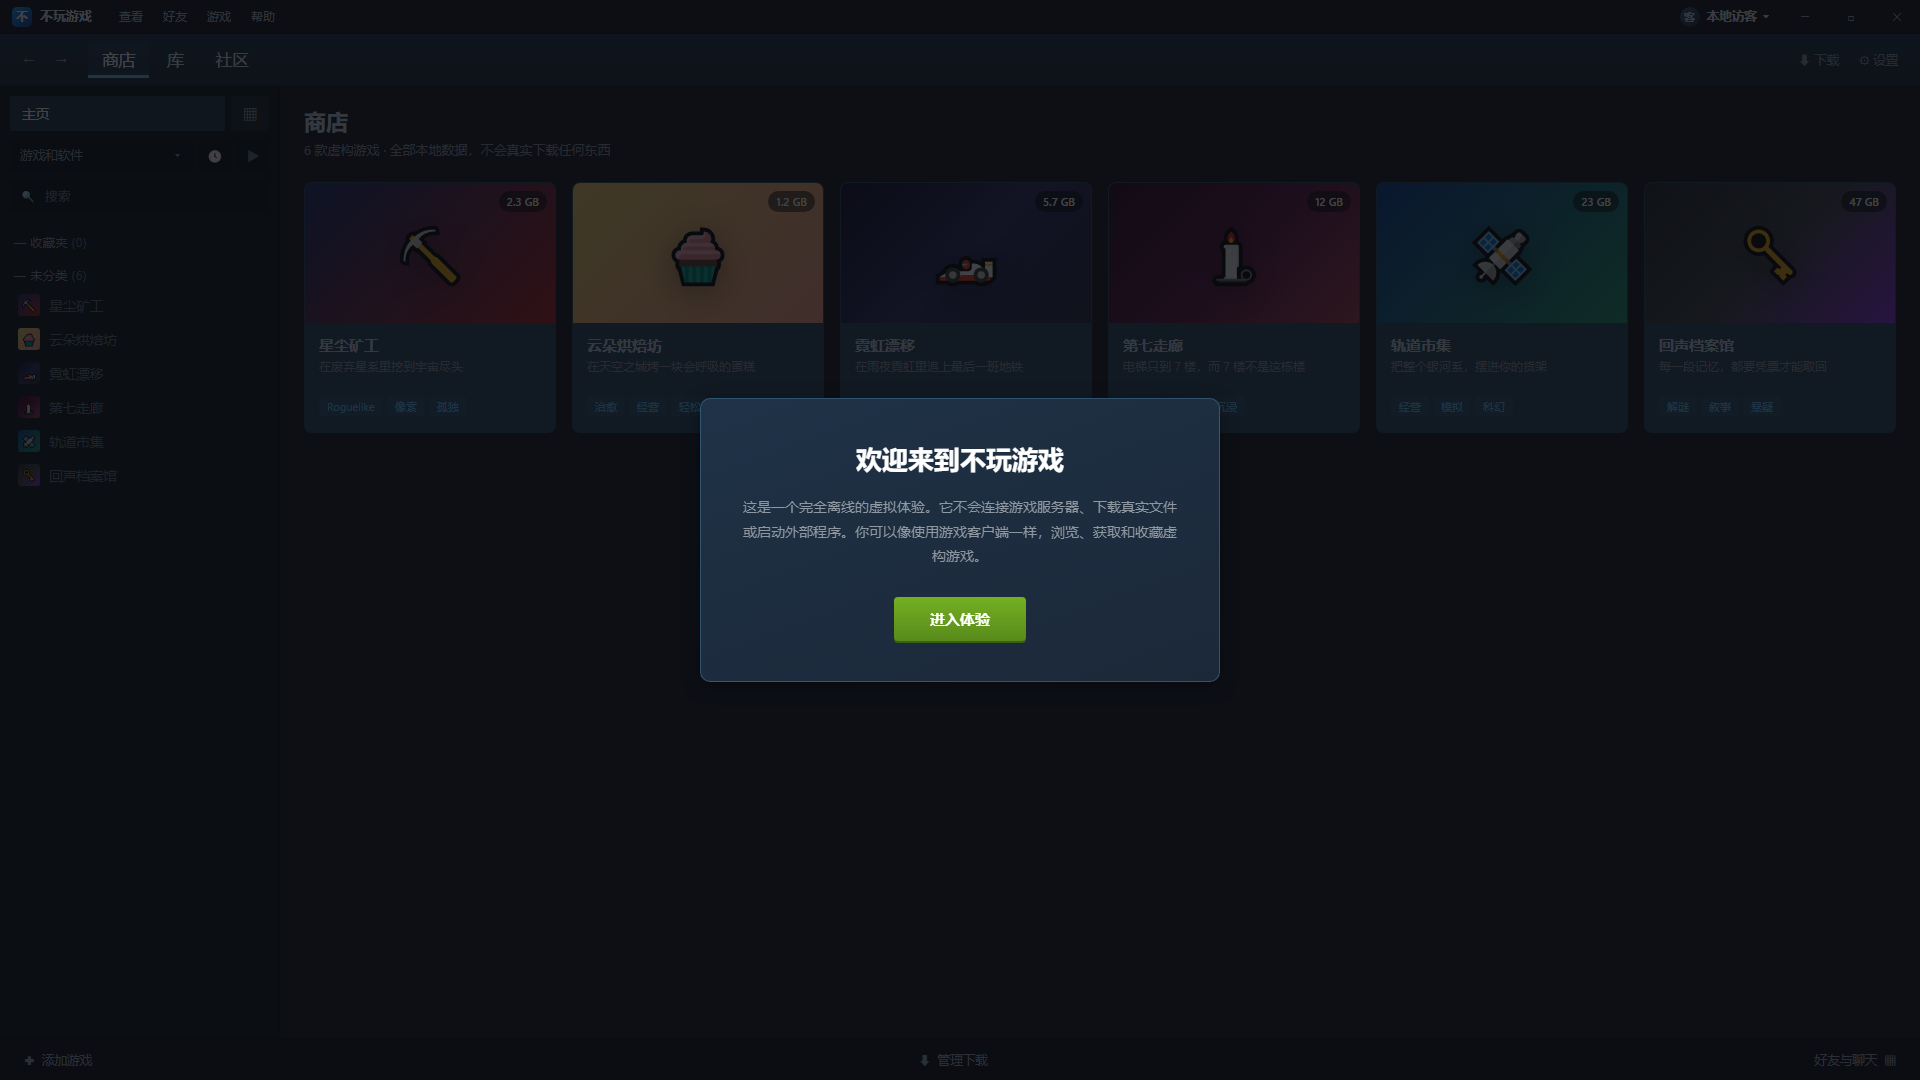 不 不玩游戏 查看 好友 游戏 帮助
客 本地访客
商店 库 社区
下载 设置
主页
游戏和软件
搜索
— 收藏夹 (0)
— 未分类 (6)
星尘矿工
云朵烘焙坊
霓虹漂移
第七走廊
轨道市集
回声档案馆
商店
6 款虚构游戏 · 全部本地数据，不会真实下载任何东西
2.3 GB
星尘矿工
在废弃星系里挖到宇宙尽头
Roguelike 像素 孤独
1.2 GB
云朵烘焙坊
在天空之城烤一块会呼吸的蛋糕
治愈 经营 轻松
5.7 GB
霓虹漂移
在雨夜霓虹里追上最后一班地铁
12 GB
第七走廊
电梯只到 7 楼，而 7 楼不是这栋楼
23 GB
轨道市集
把整个银河系，摆进你的货架
经营 模拟 科幻
47 GB
回声档案馆
每一段记忆，都要凭票才能取回
解谜 叙事 悬疑
欢迎来到不玩游戏
这是一个完全离线的虚拟体验。它不会连接游戏服务器、下载真实文件
或启动外部程序。你可以像使用游戏客户端一样，浏览、获取和收藏虚
构游戏。
进入体验
添加游戏
管理下载
好友与聊天